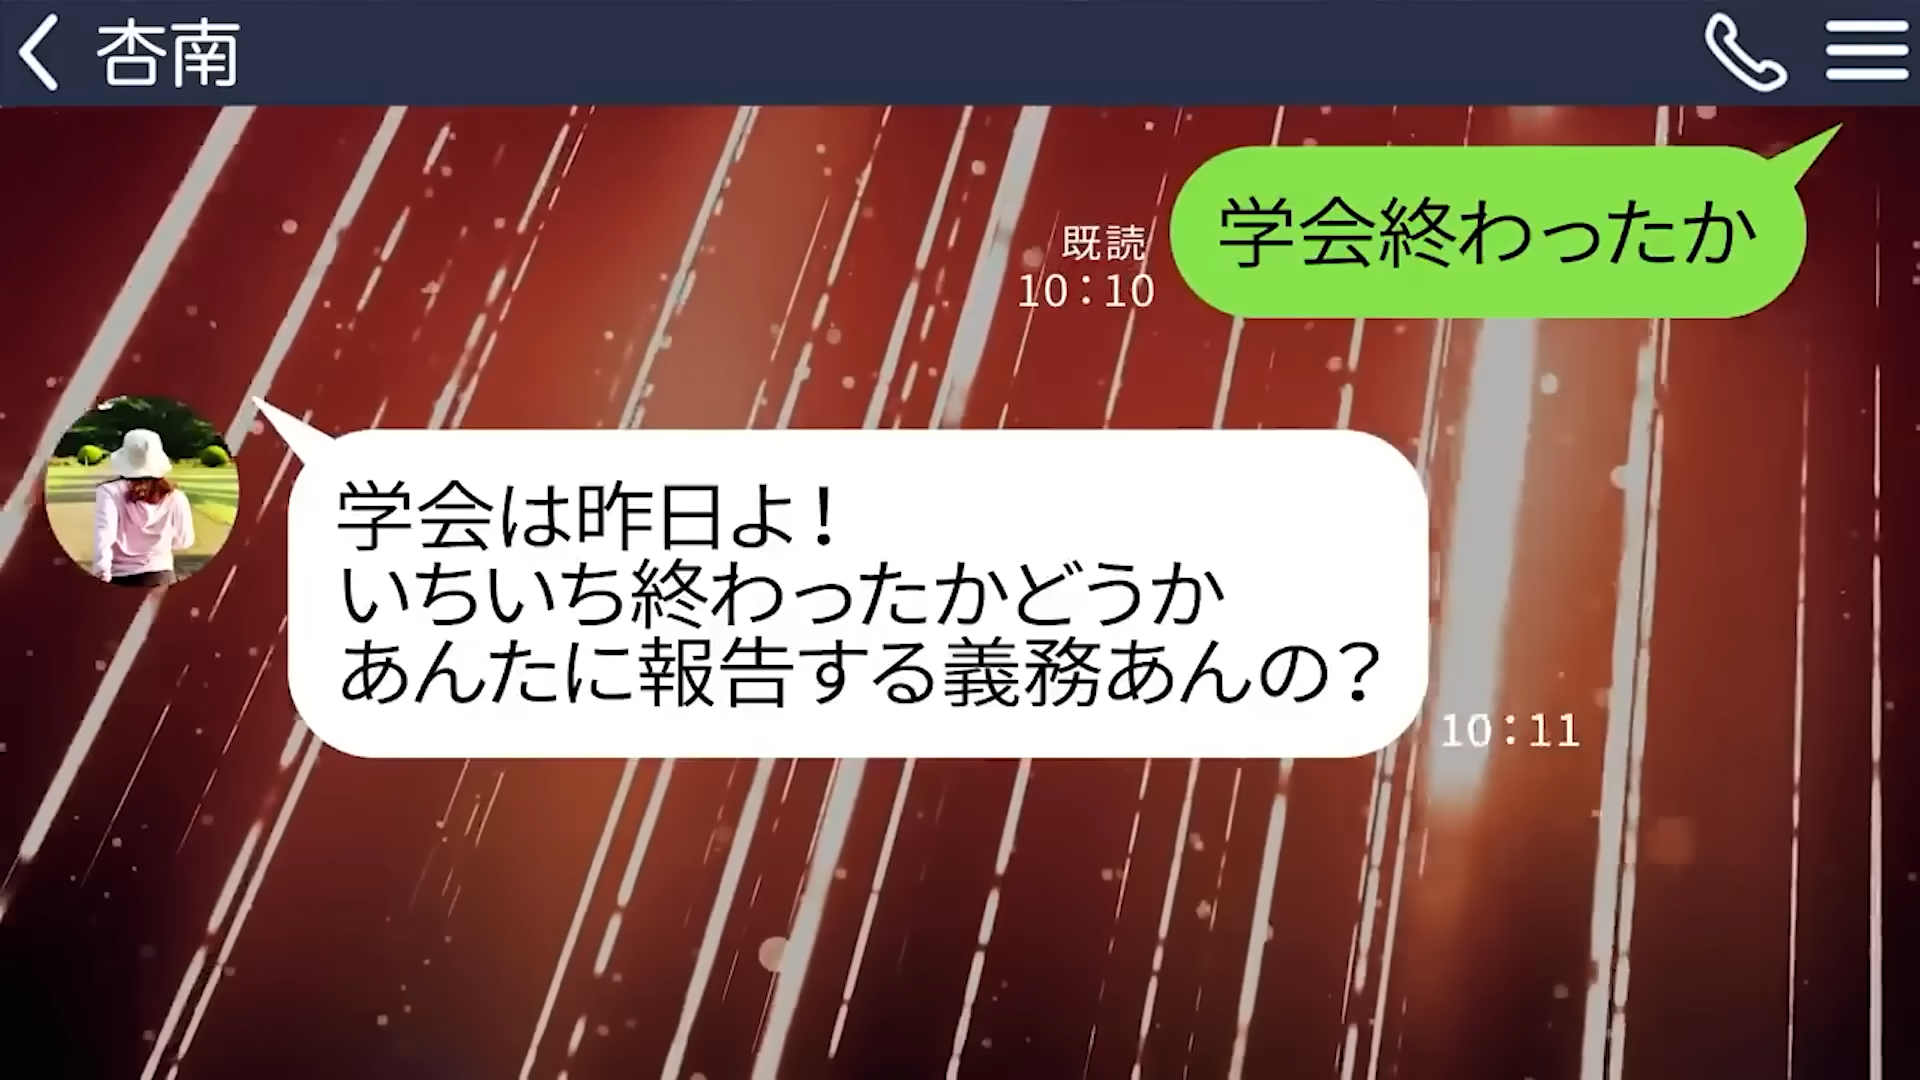 杏南
学会終わったか
既読
10:10
学会は昨日よ！
いちいち終わったかどうか
あんたに報告する義務あんの？
10:11